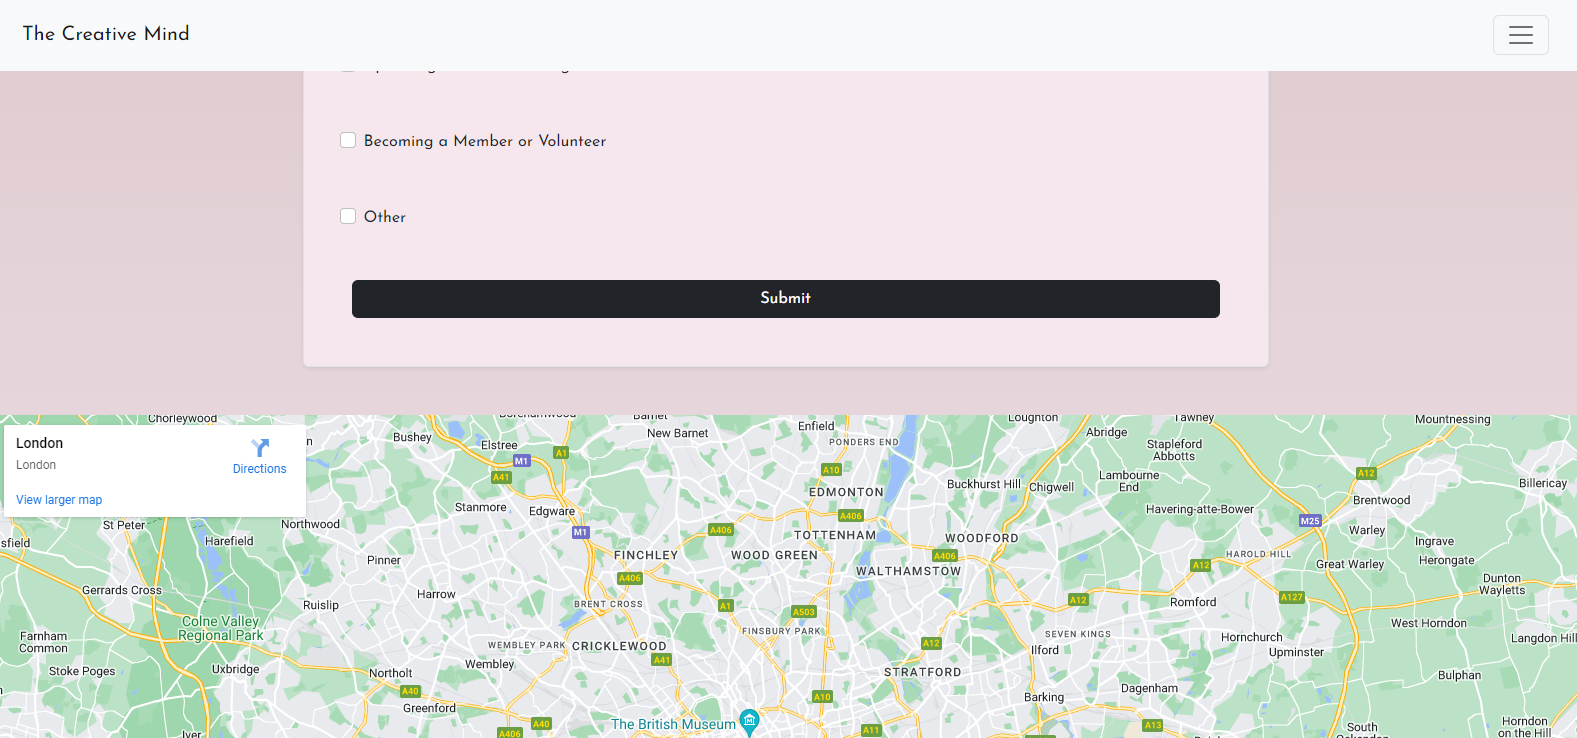 The Creative Mind
Becoming a Member or Volunteer
Other
Submit
London
London
Directions
View larger map
Chorleywood
Bushey
Elstree
M1
A1
A41
Barnet
New Barnet
Enfield
PONDERS END
A10
Loughton
Abridge
Tawney
Stapleford
Abbotts
Mountnessing
A12
EDMONTON
Buckhurst Hill
Chigwell
Lambourne
End
Brentwood
Billericay
St Peter
Northwood
Stanmore
Edgware
Havering-atte-Bower
M25
Harefield
M1
A406
A406
TOTTENHAM
WOODFORD
Warley
Ingrave
Herongate
sfield
Pinner
FINCHLEY
WOOD GREEN
A406
HAROLD HILL
Great Warley
Gerrards Cross
Harrow
A406
WALTHAMSTOW
A12
Dunton
Wayletts
Ruislip
BRENT CROSS
A1
A503
A12
Romford
A127
Colne Valley
Regional Park
FINSBURY PARK
SEVEN KINGS
West Horndon
Farnham
Common
WEMBLEY PARK
CRICKLEWOOD
A12
Ilford
Hornchurch
Upminster
Langdon Hill
Stoke Poges
Uxbridge
Northolt
Wembley
A41
STRATFORD
Bulphan
A40
Greenford
A10
Barking
Dagenham
Iver
A40
A406
The British Museum
A11
A13
South
Horndon
on the Hill